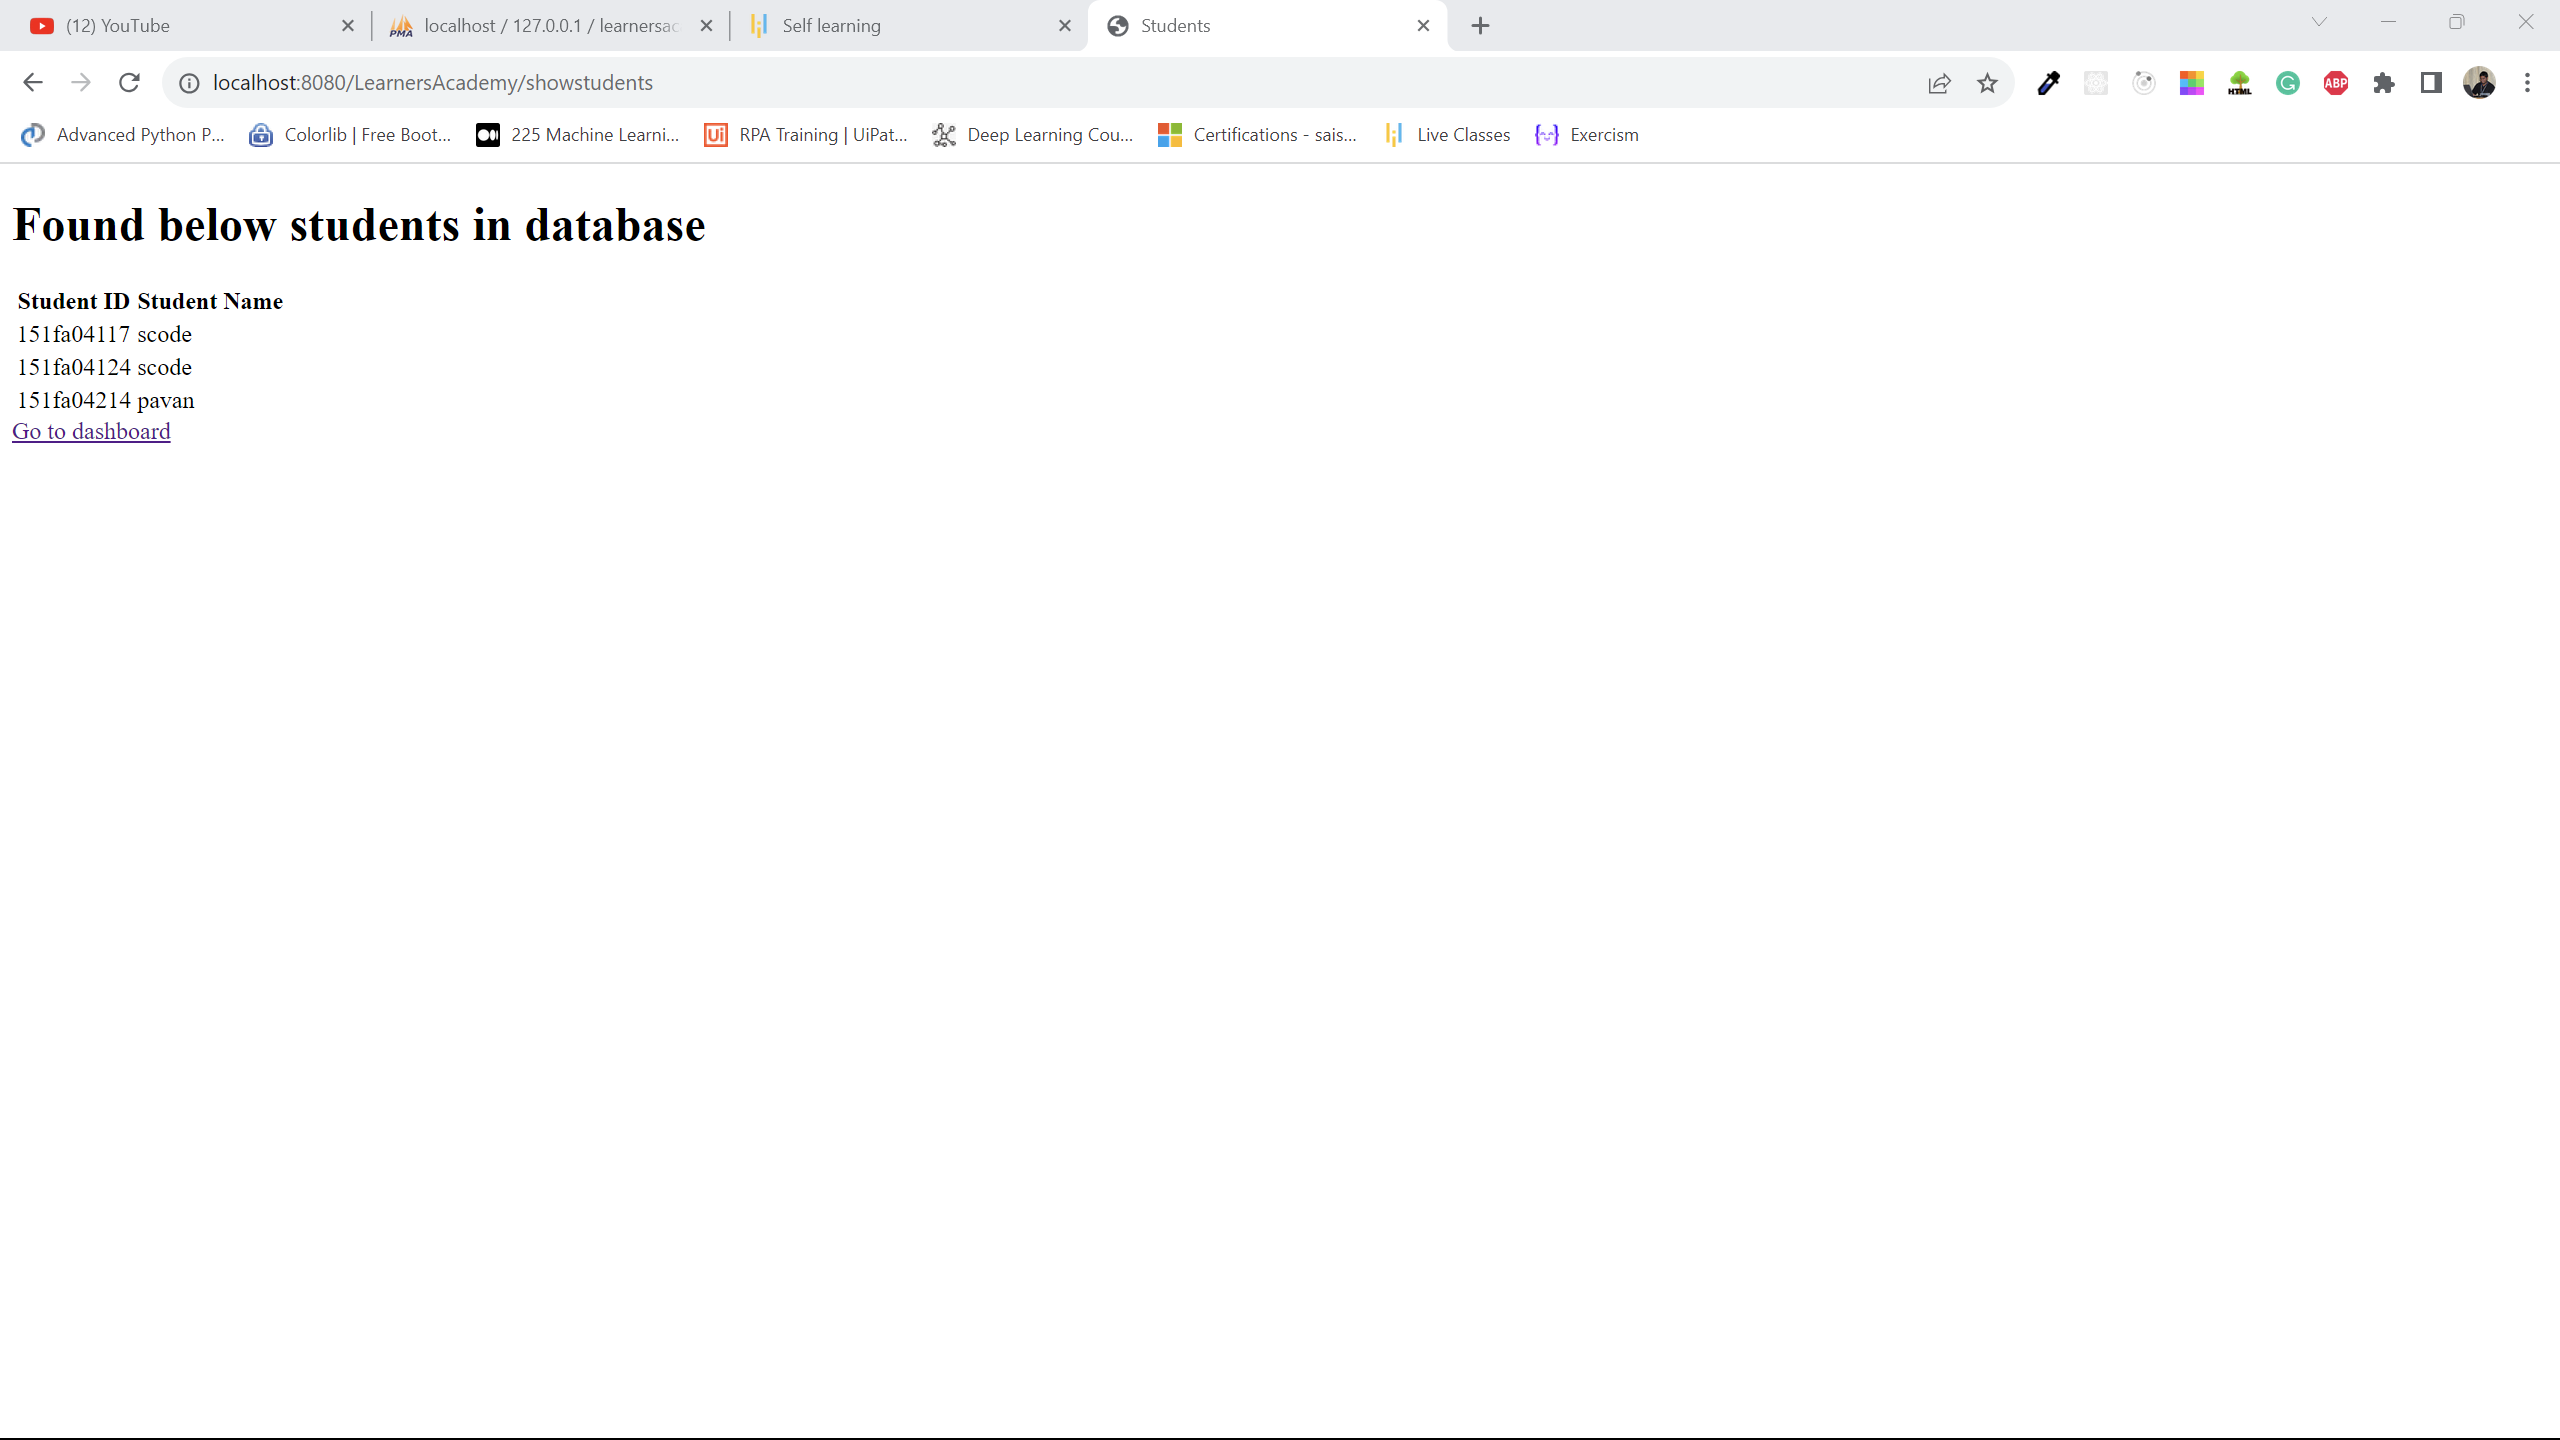 (12) YouTube
localhost / 127.0.0.1 / learnersac
Self learning
Students
localhost:8080/LearnersAcademy/showstudents
HTML
ABP
Advanced Python P...
Colorlib | Free Boot...
225 Machine Learni...
RPA Training | UiPat...
Deep Learning Cou...
Certifications - sais...
Live Classes
Exercism
Found below students in database
Student ID Student Name
151fa04117 scode
151fa04124 scode
151fa04214 pavan
Go to dashboard